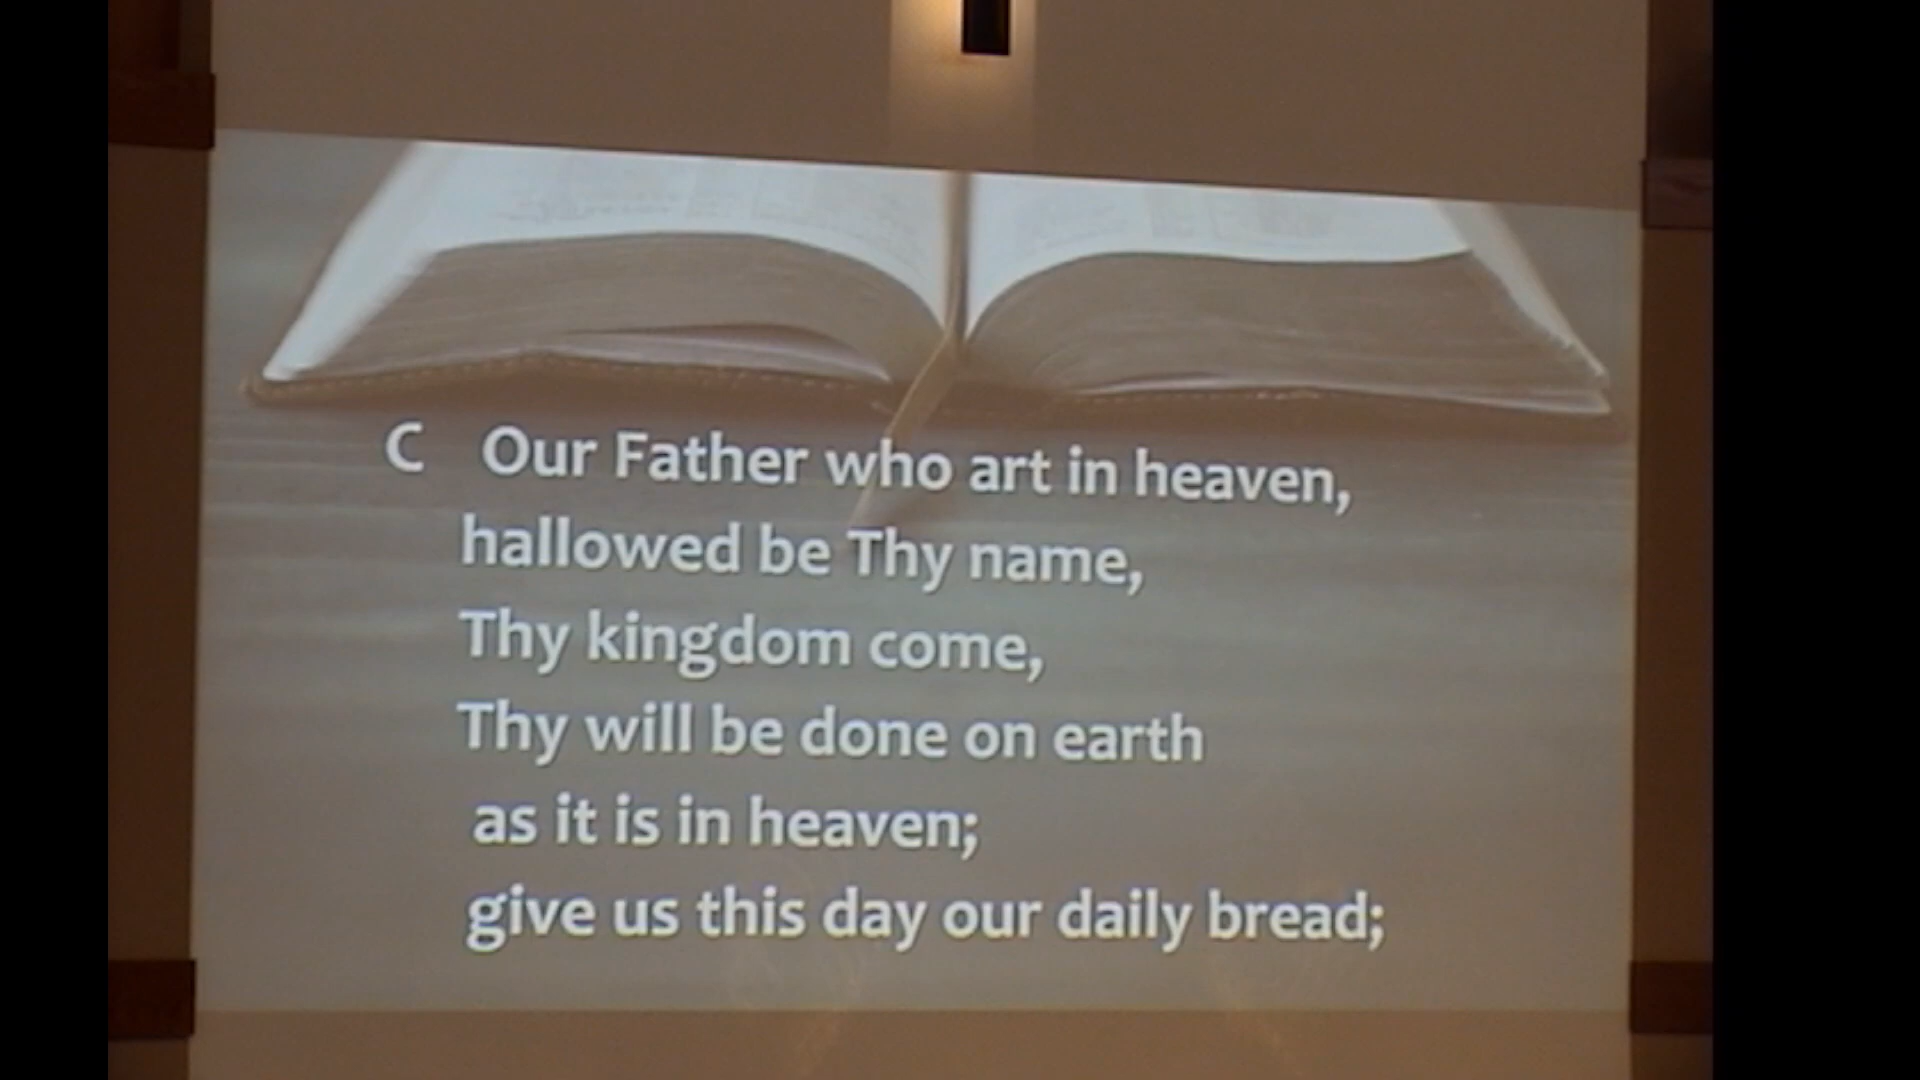 C Our Father who art in heaven,
hallowed be Thy name,
Thy kingdom come,
Thy will be done on earth
as it is in heaven;
give us this day our daily bread;